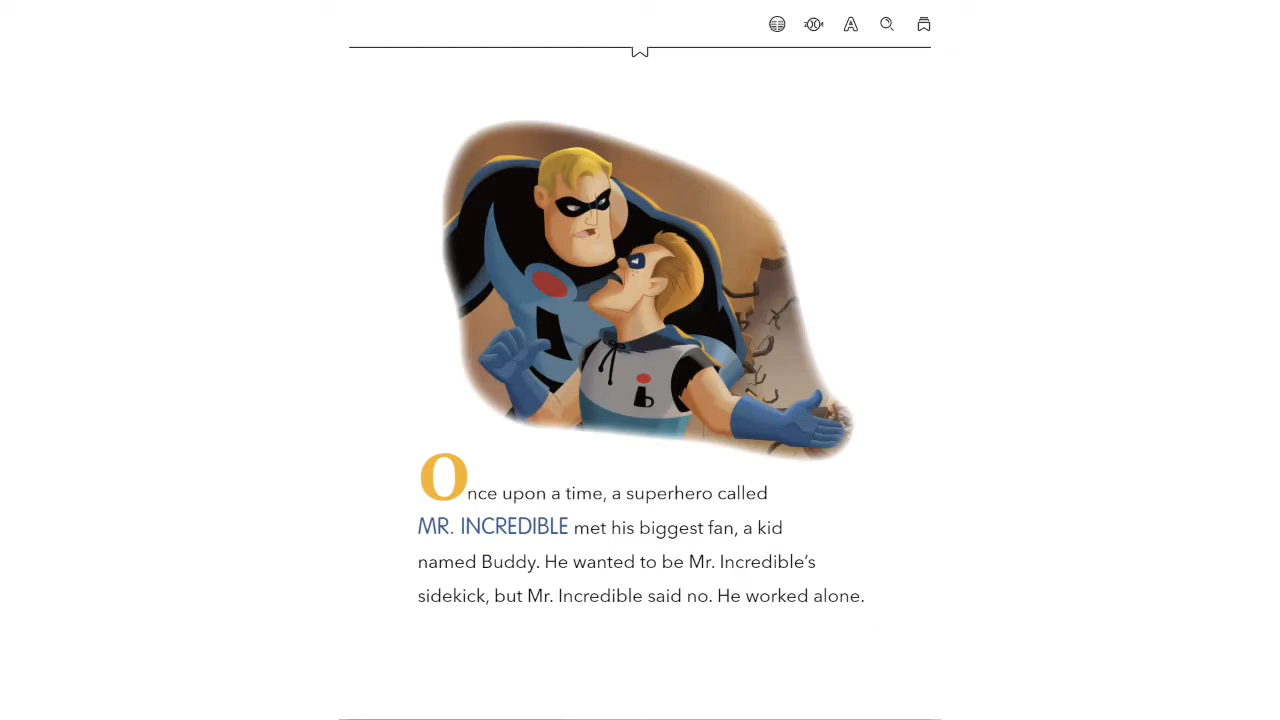 Once upon a time, a superhero called
MR. INCREDIBLE met his biggest fan, a kid
named Buddy. He wanted to be Mr. Incredible’s
sidekick, but Mr. Incredible said no. He worked alone.